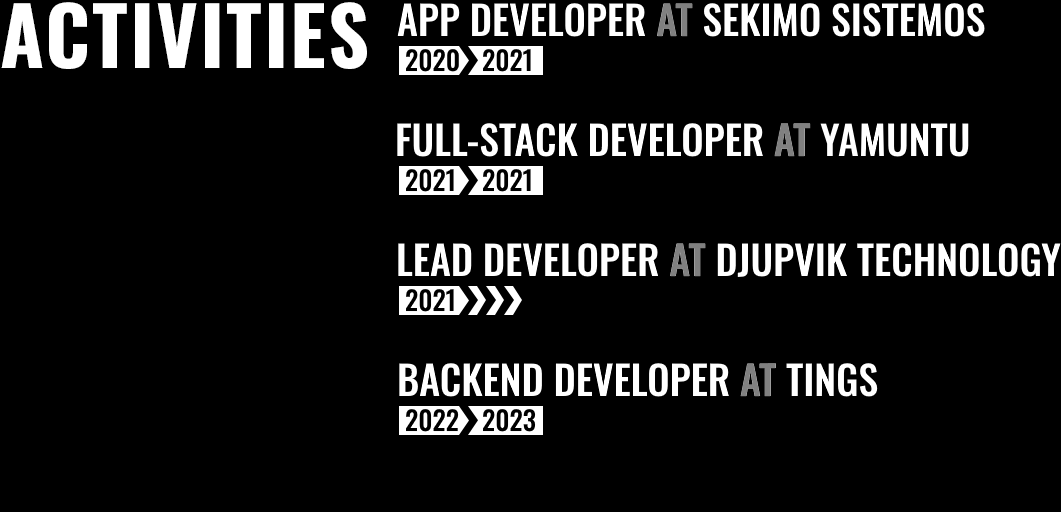 ACTIVITIES
APP DEVELOPER AT SEKIMO SISTEMOS
2020 2021
FULL-STACK DEVELOPER AT YAMUNTU
2021 2021
LEAD DEVELOPER AT DJUPVIK TECHNOLOGY
2021
BACKEND DEVELOPER AT TINGS
2022 2023